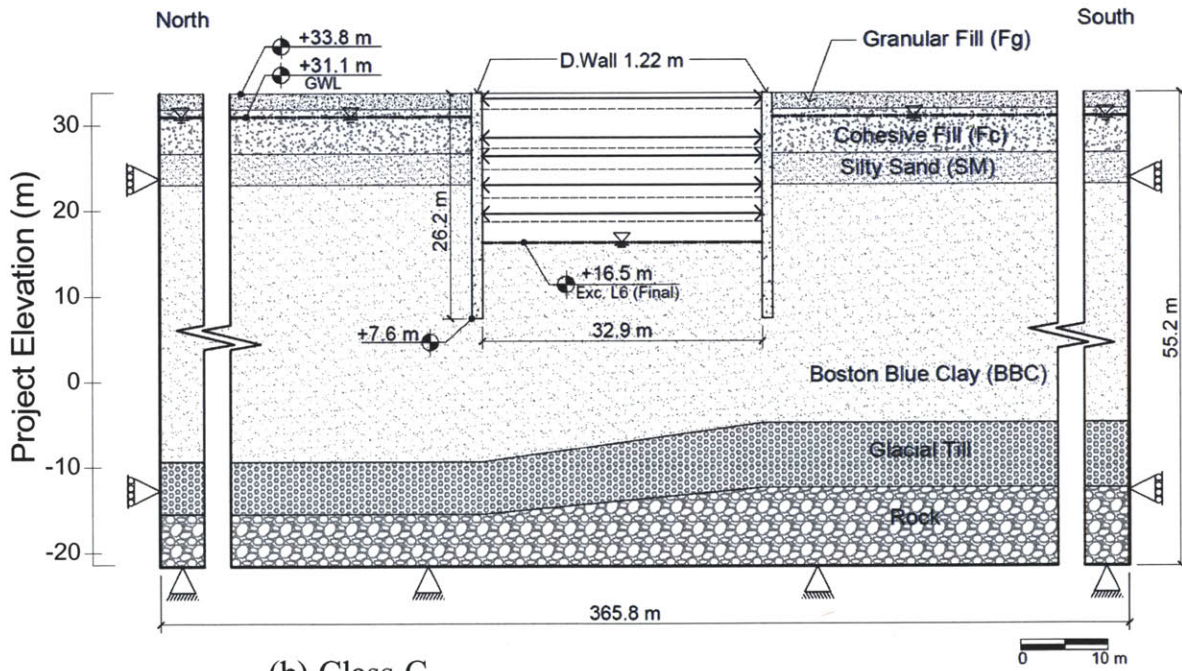 North
South
+33.8 m
+31.1 m
GWL
D.Wall 1.22 m
Granular Fill (Fg)
Cohesive Fill (Fc)
Silty Sand (SM)
26.2 m
+16.5 m
Exc. L6 (Final)
+7.6 m
32.9 m
55.2 m
Boston Blue Clay (BBC)
Glacial Till
Rock
Project Elevation (m)
30
20
10
0
-10
-20
365.8 m
0 10 m
(b) Class C